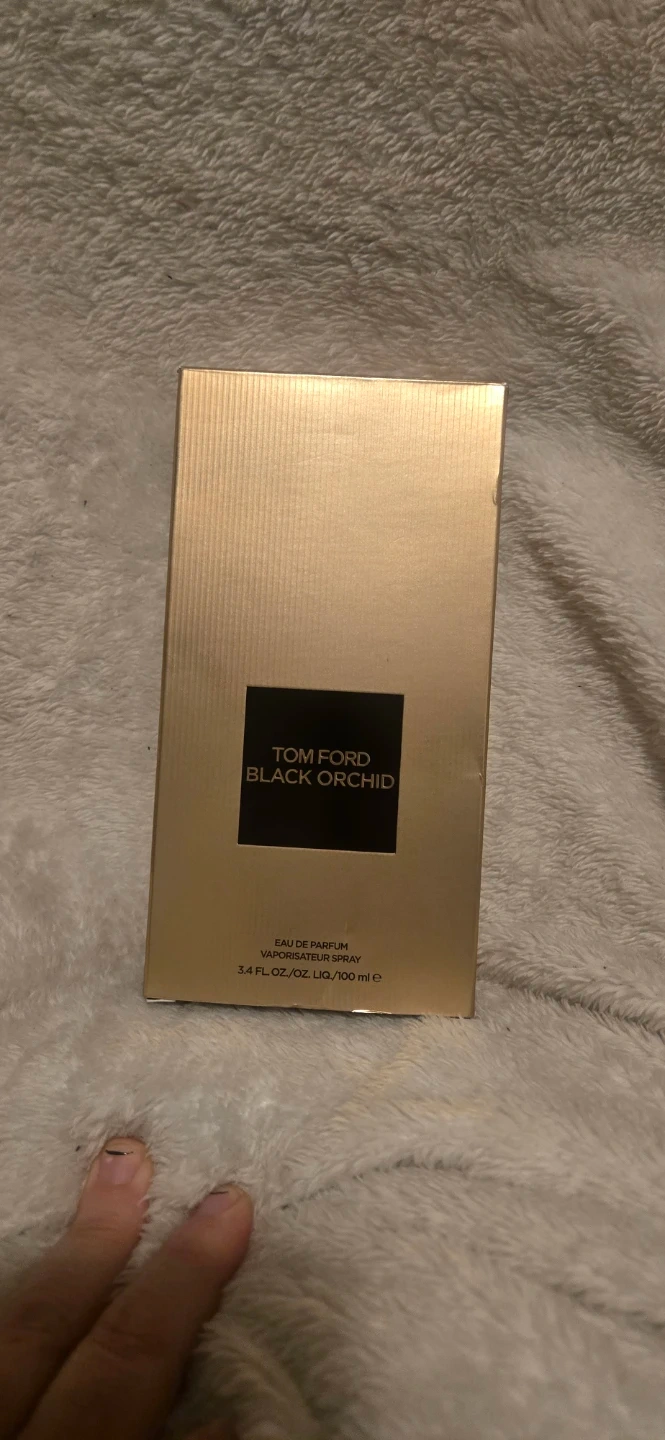 TOM FORD
BLACK ORCHID
EAU DE PARFUM
VAPORISATEUR SPRAY
3.4 FL. OZ./OZ. LIQ./100 ml ℮